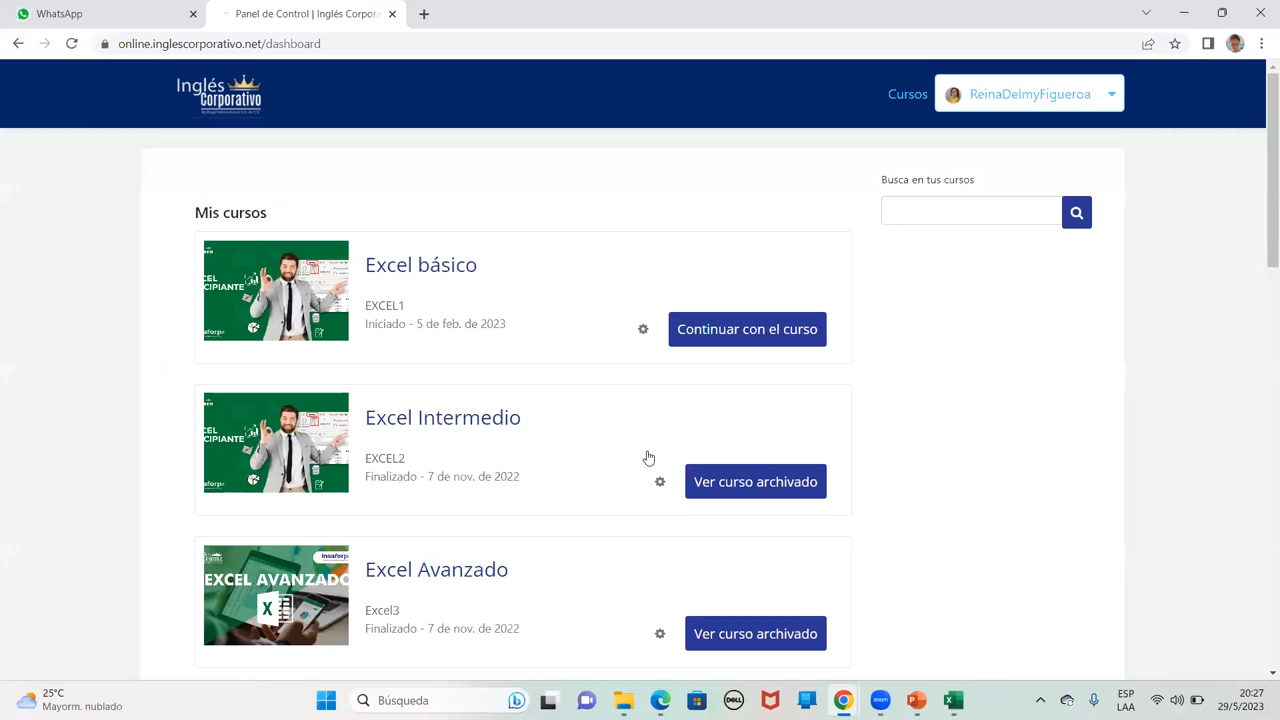 WhatsApp
Panel de Control | Inglés Corpora
online.inglescorporativo.net/dashboard
Inglés
Corporativo
Cursos
ReinaDelmyFigueroa
Busca en tus cursos
Mis cursos
Excel básico
EXCEL1
Iniciado - 5 de feb. de 2023
Continuar con el curso
CIPIANTE
Excel Intermedio
EXCEL2
Finalizado - 7 de nov. de 2022
Ver curso archivado
CIPIANTE
Insaforp
EXCEL AVANZADO
Excel Avanzado
Excel3
Finalizado - 7 de nov. de 2022
Ver curso archivado
25°C
Mayorm. nublado
Búsqueda
ESP
LAA
20:27
29/5/2023